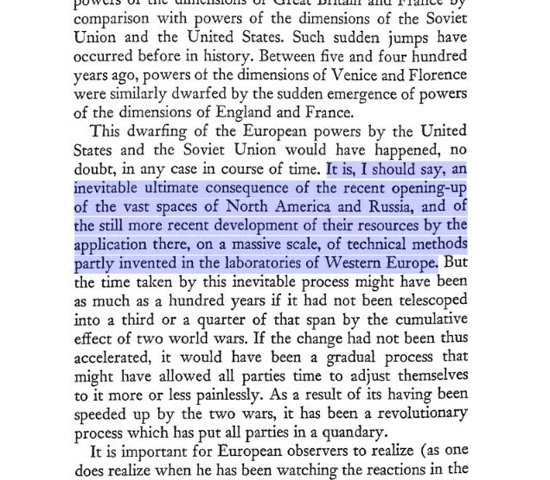 powers of the dimensions of Great Britain and France by
comparison with powers of the dimensions of the Soviet
Union and the United States. Such sudden jumps have
occurred before in history. Between five and four hundred
years ago, powers of the dimensions of Venice and Florence
were similarly dwarfed by the sudden emergence of powers
of the dimensions of England and France.
This dwarfing of the European powers by the United
States and the Soviet Union would have happened, no
doubt, in any case in course of time. It is, I should say, an
inevitable ultimate consequence of the recent opening-up
of the vast spaces of North America and Russia, and of
the still more recent development of their resources by the
application there, on a massive scale, of technical methods
partly invented in the laboratories of Western Europe. But
the time taken by this inevitable process might have been
as much as a hundred years if it had not been telescoped
into a third or a quarter of that span by the cumulative
effect of two world wars. If the change had not been thus
accelerated, it would have been a gradual process that
might have allowed all parties time to adjust themselves
to it more or less painlessly. As a result of its having been
speeded up by the two wars, it has been a revolutionary
process which has put all parties in a quandary.
It is important for European observers to realize (as one
does realize when he has been watching the reactions in the